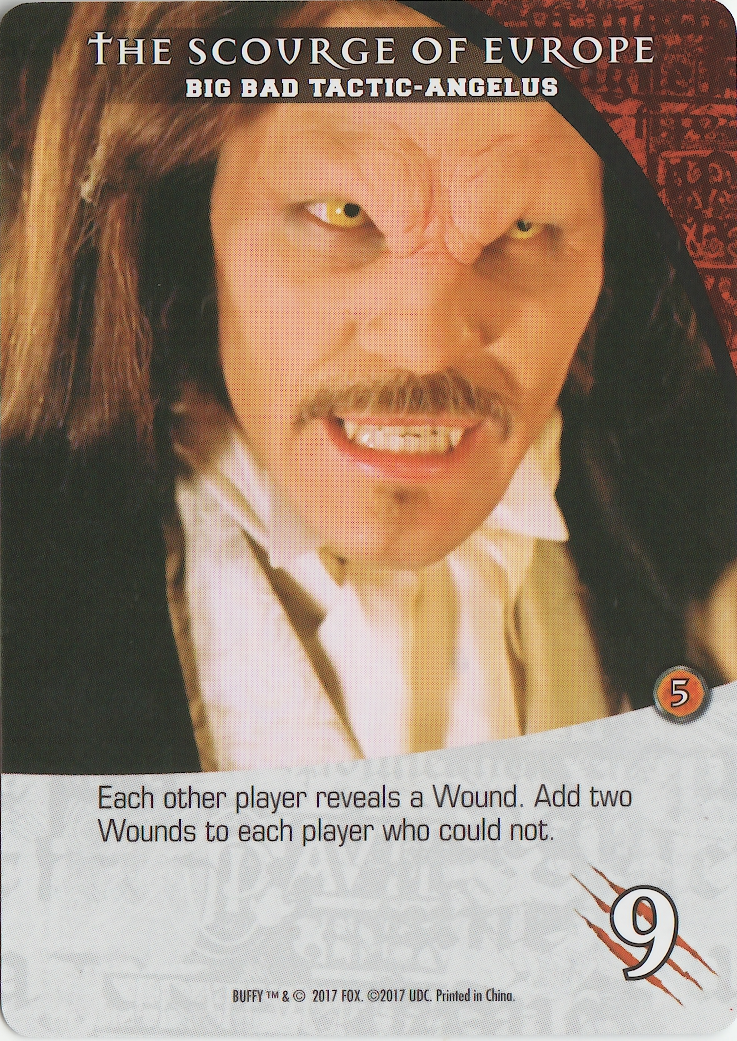 THE SCOURGE OF EUROPE
BIG BAD TACTIC-ANGELUS
5
Each other player reveals a Wound. Add two
Wounds to each player who could not.
9
BUFFY ™ & © 2017 FOX. ©2017 UDC. Printed in China.